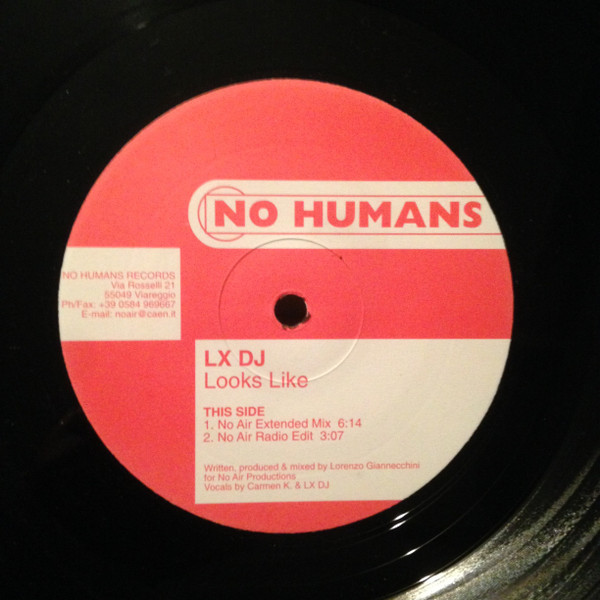 NO HUMANS
NO HUMANS RECORDS
Via Rosselli 21
55049 Viareggio
Ph/Fax: +39 0584 969667
E-mail: noair@caen.it
LX DJ
Looks Like
THIS SIDE
1. No Air Extended Mix 6:14
2. No Air Radio Edit 3:07
Written, produced & mixed by Lorenzo Giannecchini
for No Air Productions
Vocals by Carmen K. & LX DJ